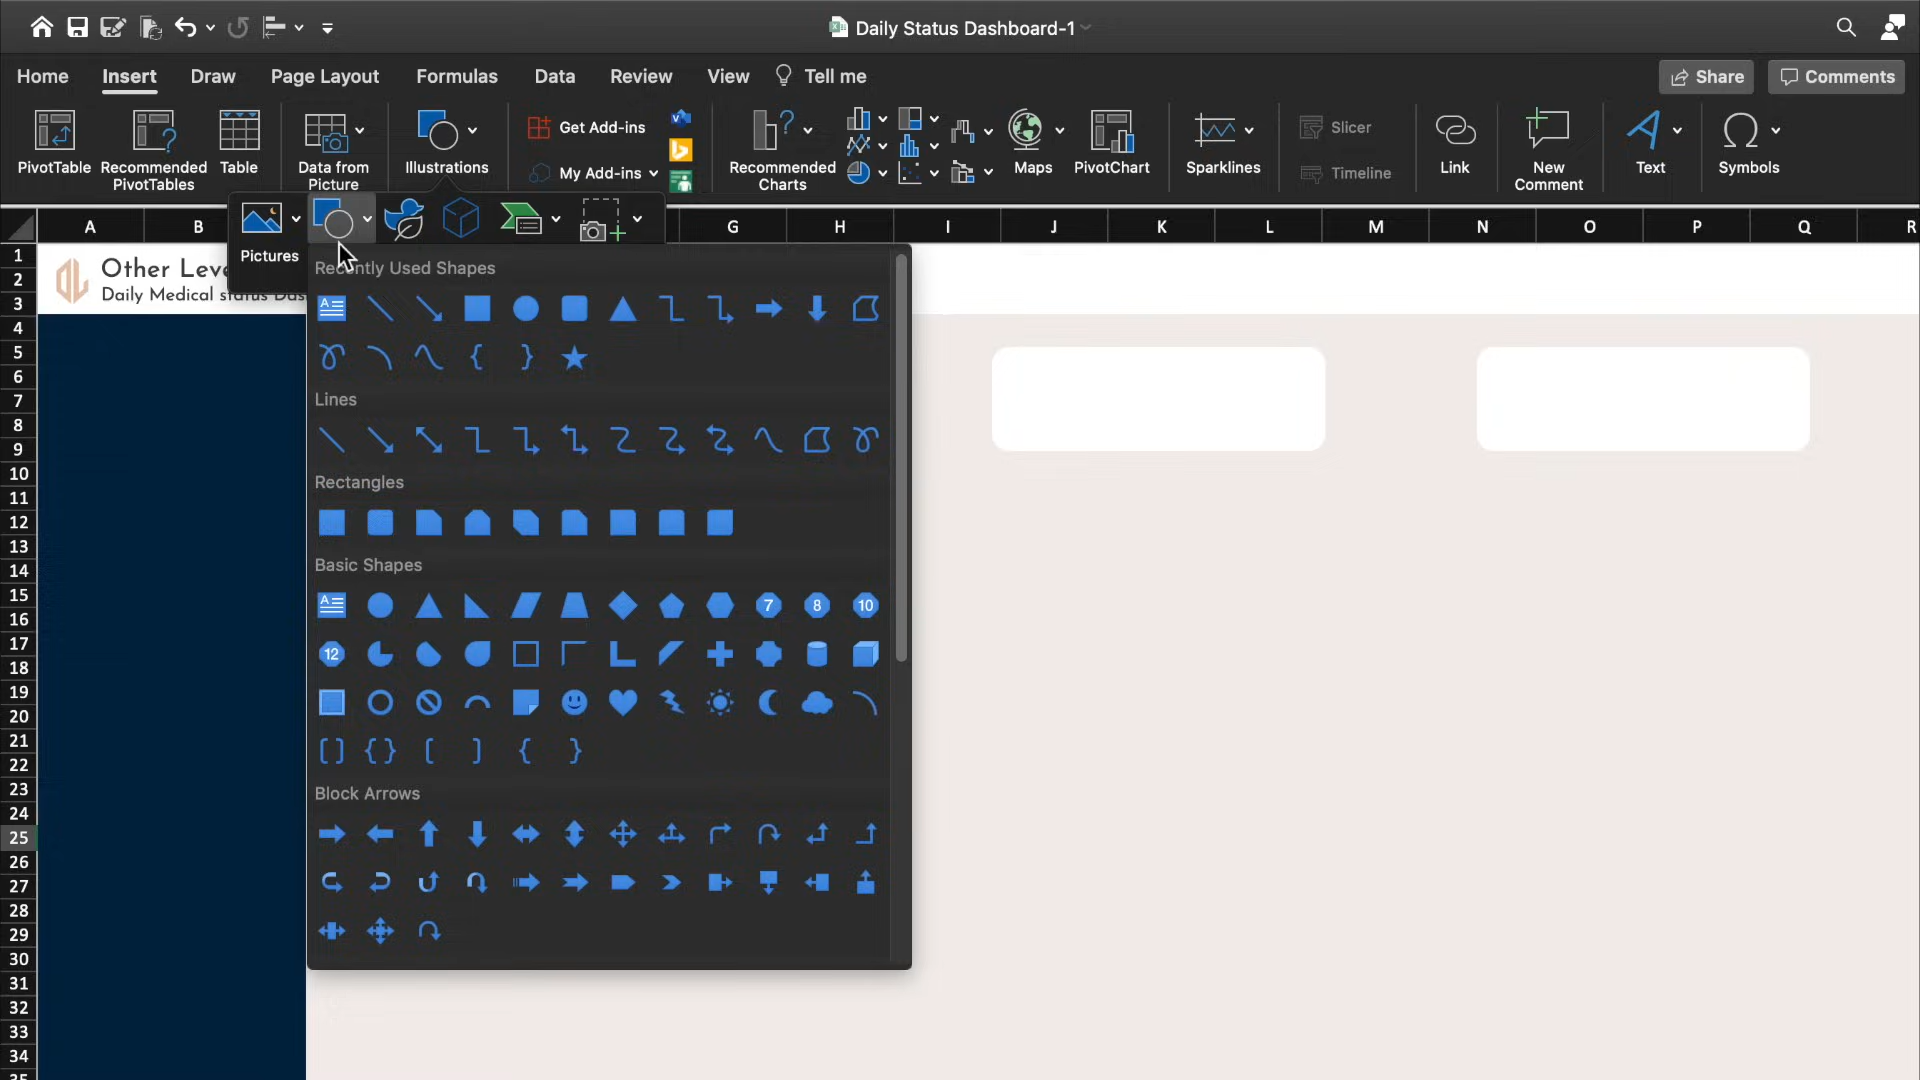 Daily Status Dashboard-1
Home Insert Draw Page Layout Formulas Data Review View Tell me Share Comments
PivotTable
Recommended
PivotTables
Table
Data from
Picture
Illustrations
Get Add-ins
My Add-ins
Recommended
Charts
Maps
PivotChart
Sparklines
Slicer
Timeline
Link
New
Comment
Text
Symbols
Pictures
A B G H I J K L M N O P Q R
Other Leve
Daily Medical status Das
Recently Used Shapes
Lines
Rectangles
Basic Shapes
7 8 10
12
Block Arrows
1
2
3
4
5
6
7
8
9
10
11
12
13
14
15
16
17
18
19
20
21
22
23
24
25
26
27
28
29
30
31
32
33
34
35